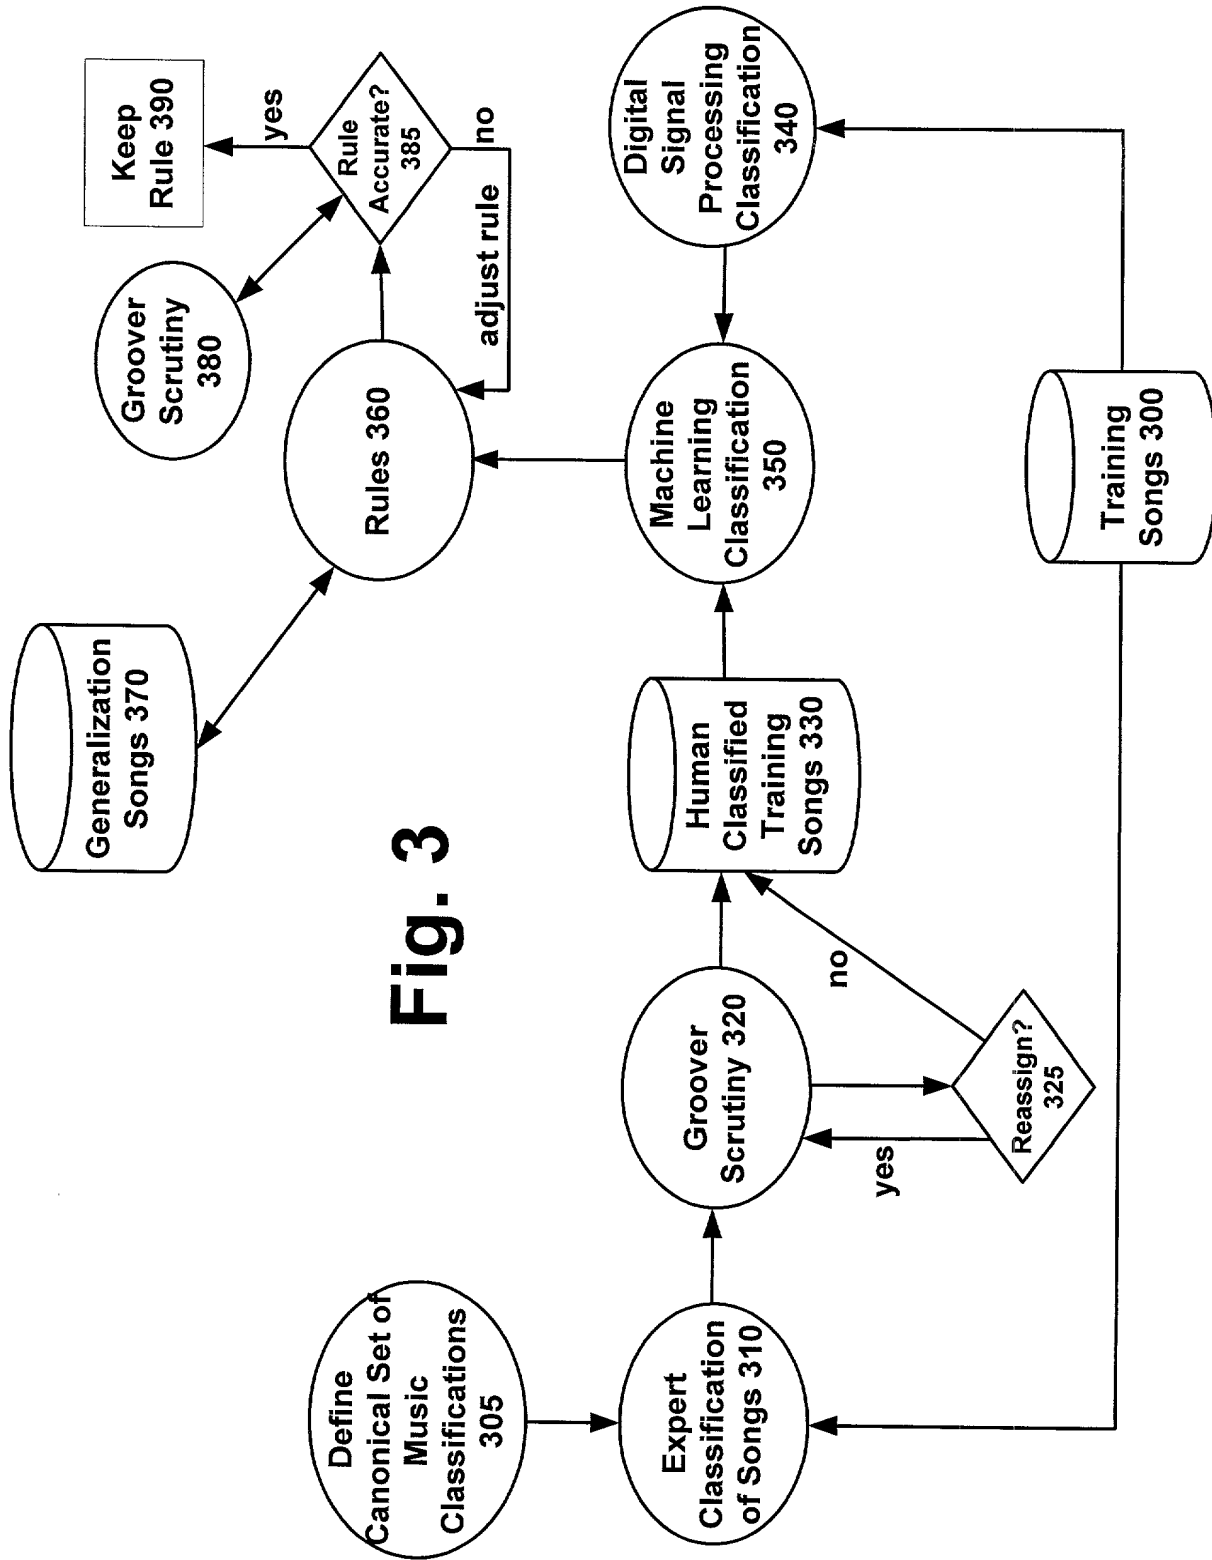 Define
Canonical Set of
Music
Classifications
305
Expert
Classification
of Songs 310
Groover
Scrutiny 320
yes
no
Reassign?
325
Human
Classified
Training
Songs 330
Training
Songs 300
Machine
Learning
Classification
350
Digital
Signal
Processing
Classification
340
Generalization
Songs 370
Rules 360
adjust rule
Groover
Scrutiny
380
Rule
Accurate?
385
yes
no
Keep
Rule 390
Fig. 3